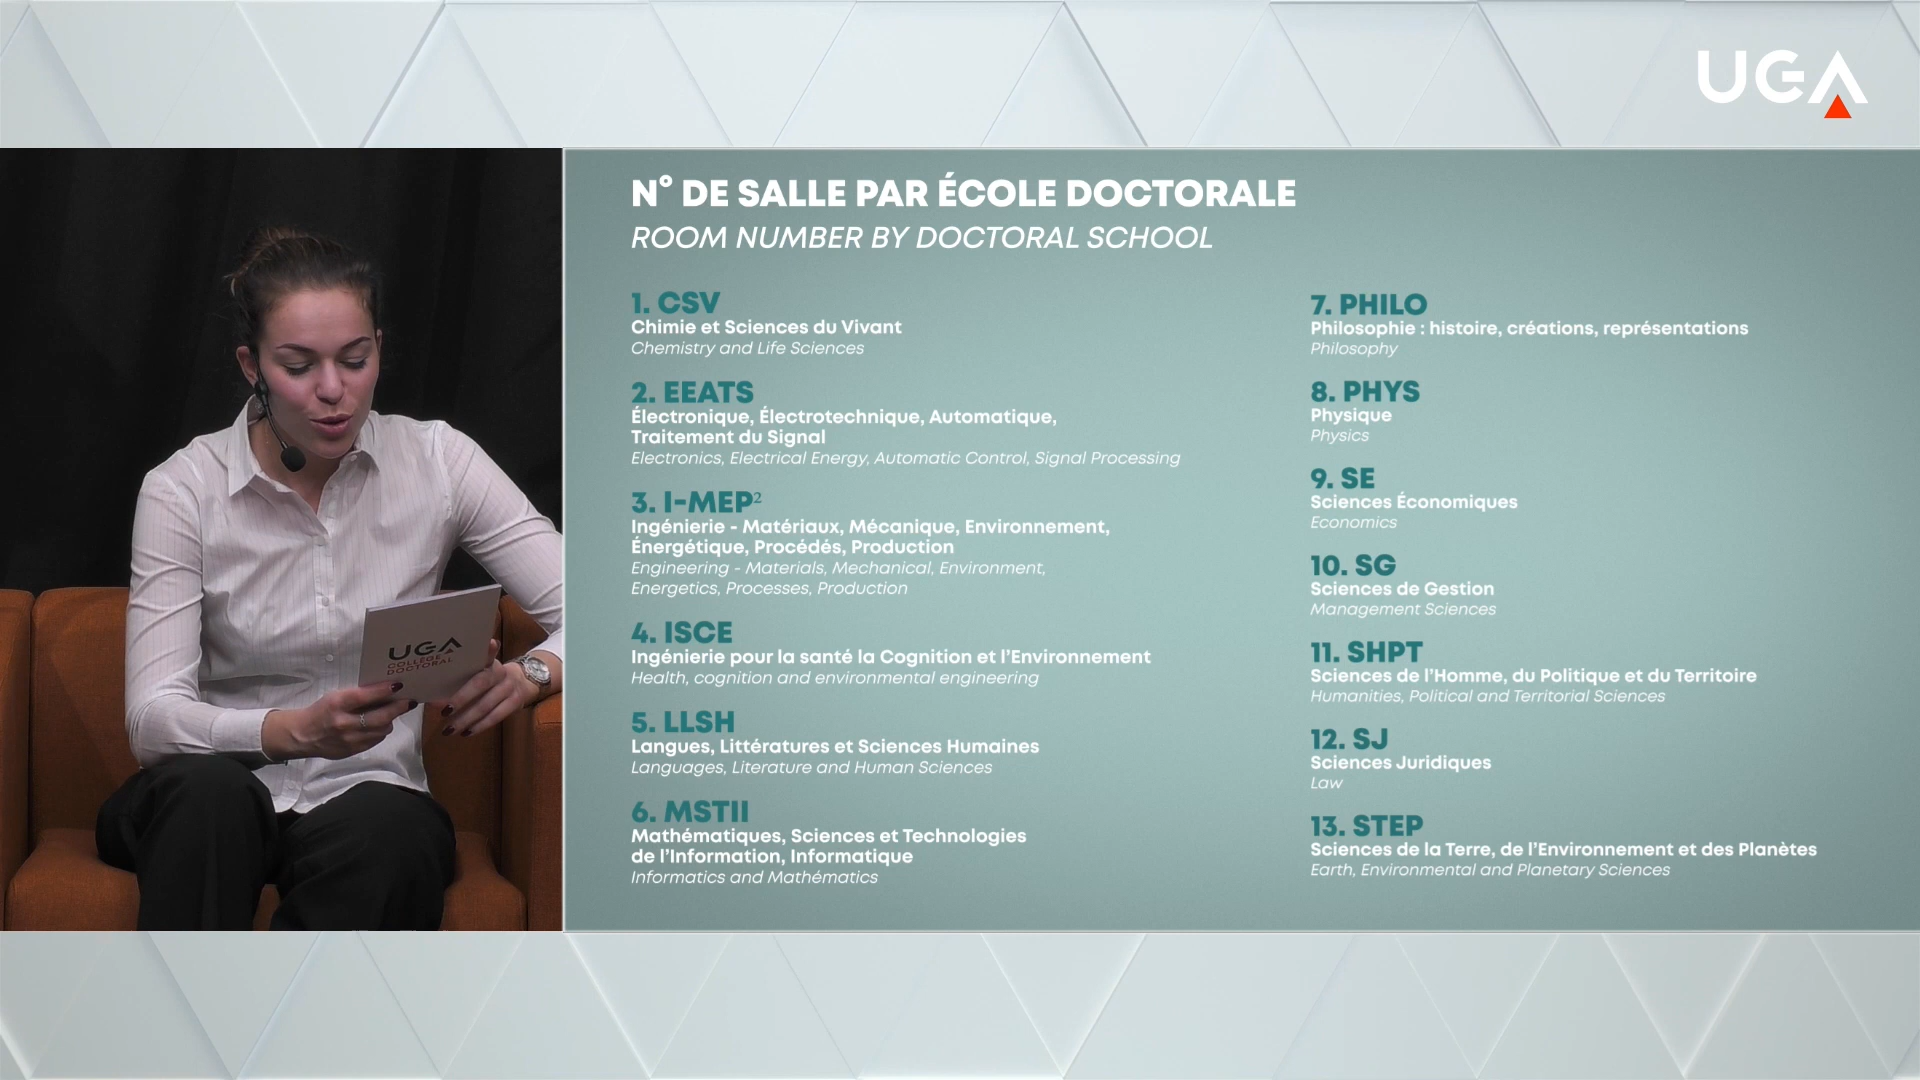 UGA
N° DE SALLE PAR ÉCOLE DOCTORALE
ROOM NUMBER BY DOCTORAL SCHOOL
1. CSV
Chimie et Sciences du Vivant
Chemistry and Life Sciences
2. EEATS
Électronique, Électrotechnique, Automatique,
Traitement du Signal
Electronics, Electrical Energy, Automatic Control, Signal Processing
3. I-MEP²
Ingénierie - Matériaux, Mécanique, Environnement,
Énergétique, Procédés, Production
Engineering - Materials, Mechanical, Environment,
Energetics, Processes, Production
4. ISCE
Ingénierie pour la santé la Cognition et l'Environnement
Health, cognition and environmental engineering
5. LLSH
Langues, Littératures et Sciences Humaines
Languages, Literature and Human Sciences
6. MSTII
Mathématiques, Sciences et Technologies
de l'Information, Informatique
Informatics and Mathématics
7. PHILO
Philosophie : histoire, créations, représentations
Philosophy
8. PHYS
Physique
Physics
9. SE
Sciences Économiques
Economics
10. SG
Sciences de Gestion
Management Sciences
11. SHPT
Sciences de l'Homme, du Politique et du Territoire
Humanities, Political and Territorial Sciences
12. SJ
Sciences Juridiques
Law
13. STEP
Sciences de la Terre, de l'Environnement et des Planètes
Earth, Environmental and Planetary Sciences
UGA
COLLÈGE
DOCTORAL